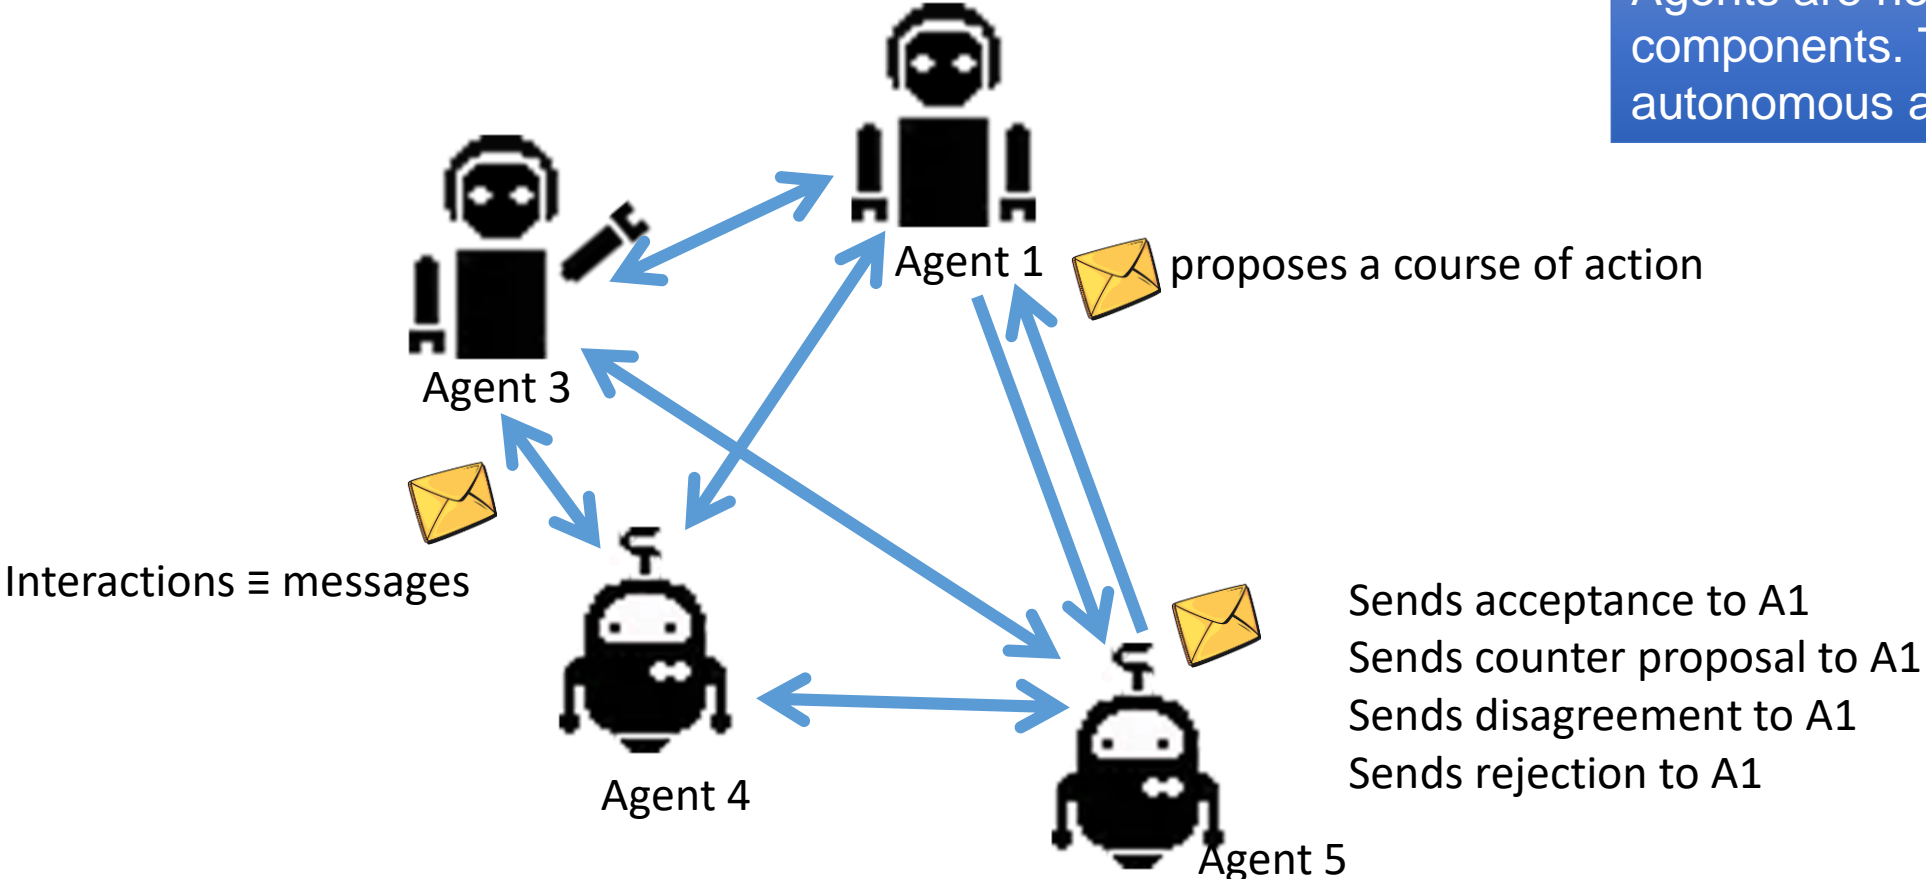 components.
autonomous
Agent 1
proposes a course of action
Agent 3
Interactions ≡ messages
Sends acceptance to A1
Sends counter proposal to A1
Sends disagreement to A1
Sends rejection to A1
Agent 4
Agent 5